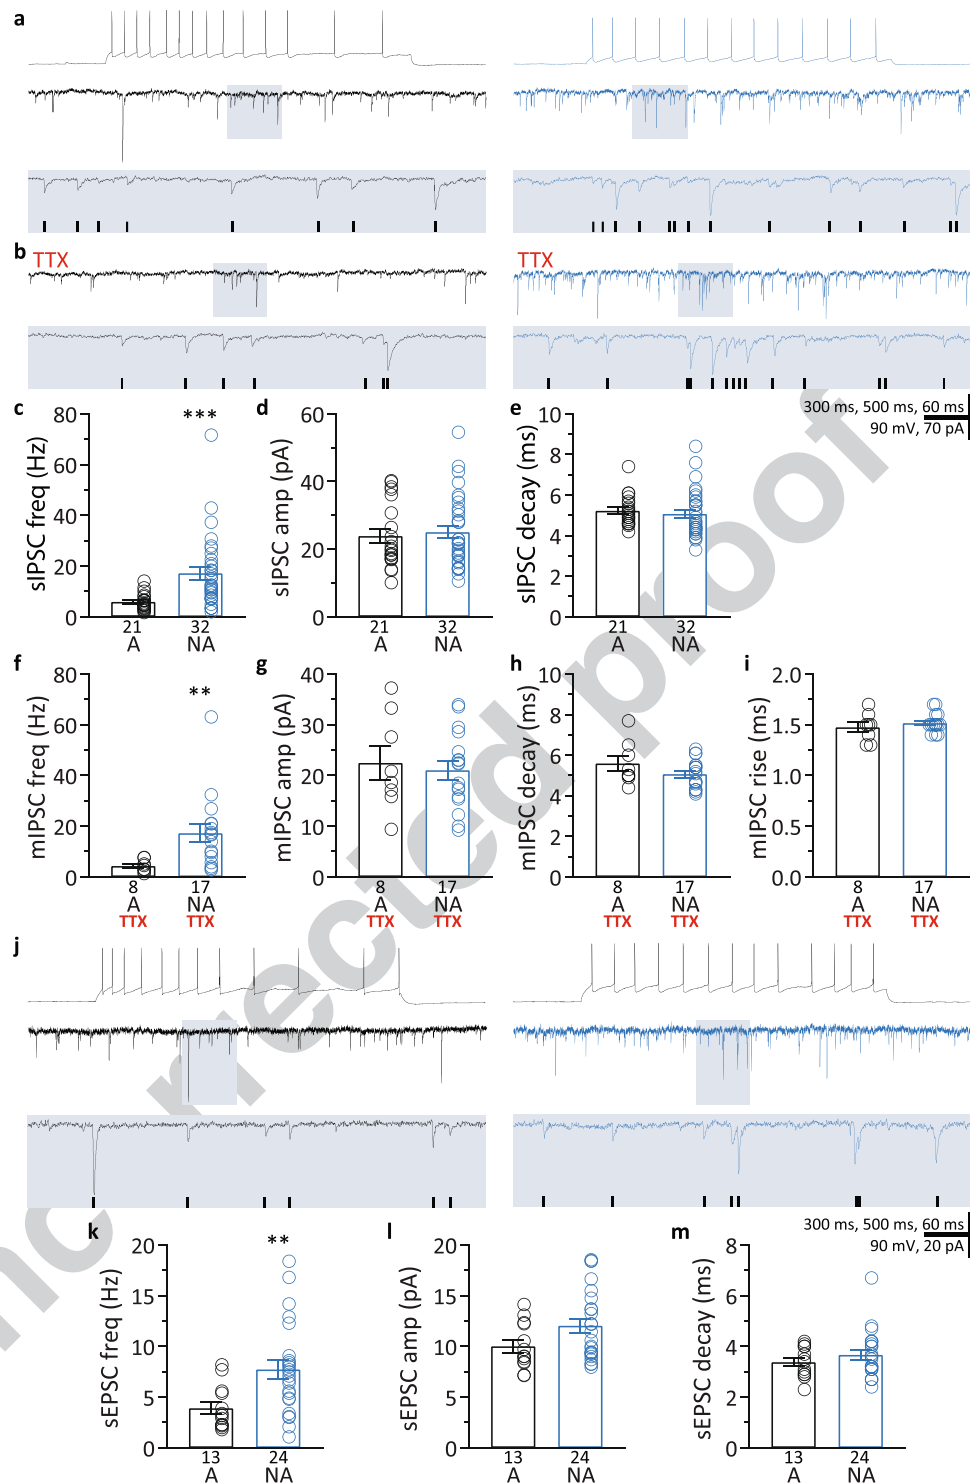 a
b
TTX
TTX
300 ms, 500 ms, 60 ms
90 mV, 70 pA
c
sIPSC freq (Hz)
80
60
40
20
0
***
21
32
A
NA
d
sIPSC amp (pA)
60
40
20
0
21
32
A
NA
e
sIPSC decay (ms)
10
8
6
4
2
0
21
32
A
NA
f
mIPSC freq (Hz)
80
60
40
20
0
**
8
17
A
NA
TTX
TTX
g
mIPSC amp (pA)
40
30
20
10
0
8
17
A
NA
TTX
TTX
h
mIPSC decay (ms)
10
8
6
4
2
0
8
17
A
NA
TTX
TTX
i
mIPSC rise (ms)
2.0
1.5
1.0
0.5
0.0
8
17
A
NA
TTX
TTX
j
300 ms, 500 ms, 60 ms
90 mV, 20 pA
k
sEPSC freq (Hz)
20
15
10
5
0
**
13
24
A
NA
l
sEPSC amp (pA)
20
15
10
5
0
13
24
A
NA
m
sEPSC decay (ms)
8
6
4
2
0
13
24
A
NA
ncorrected proof